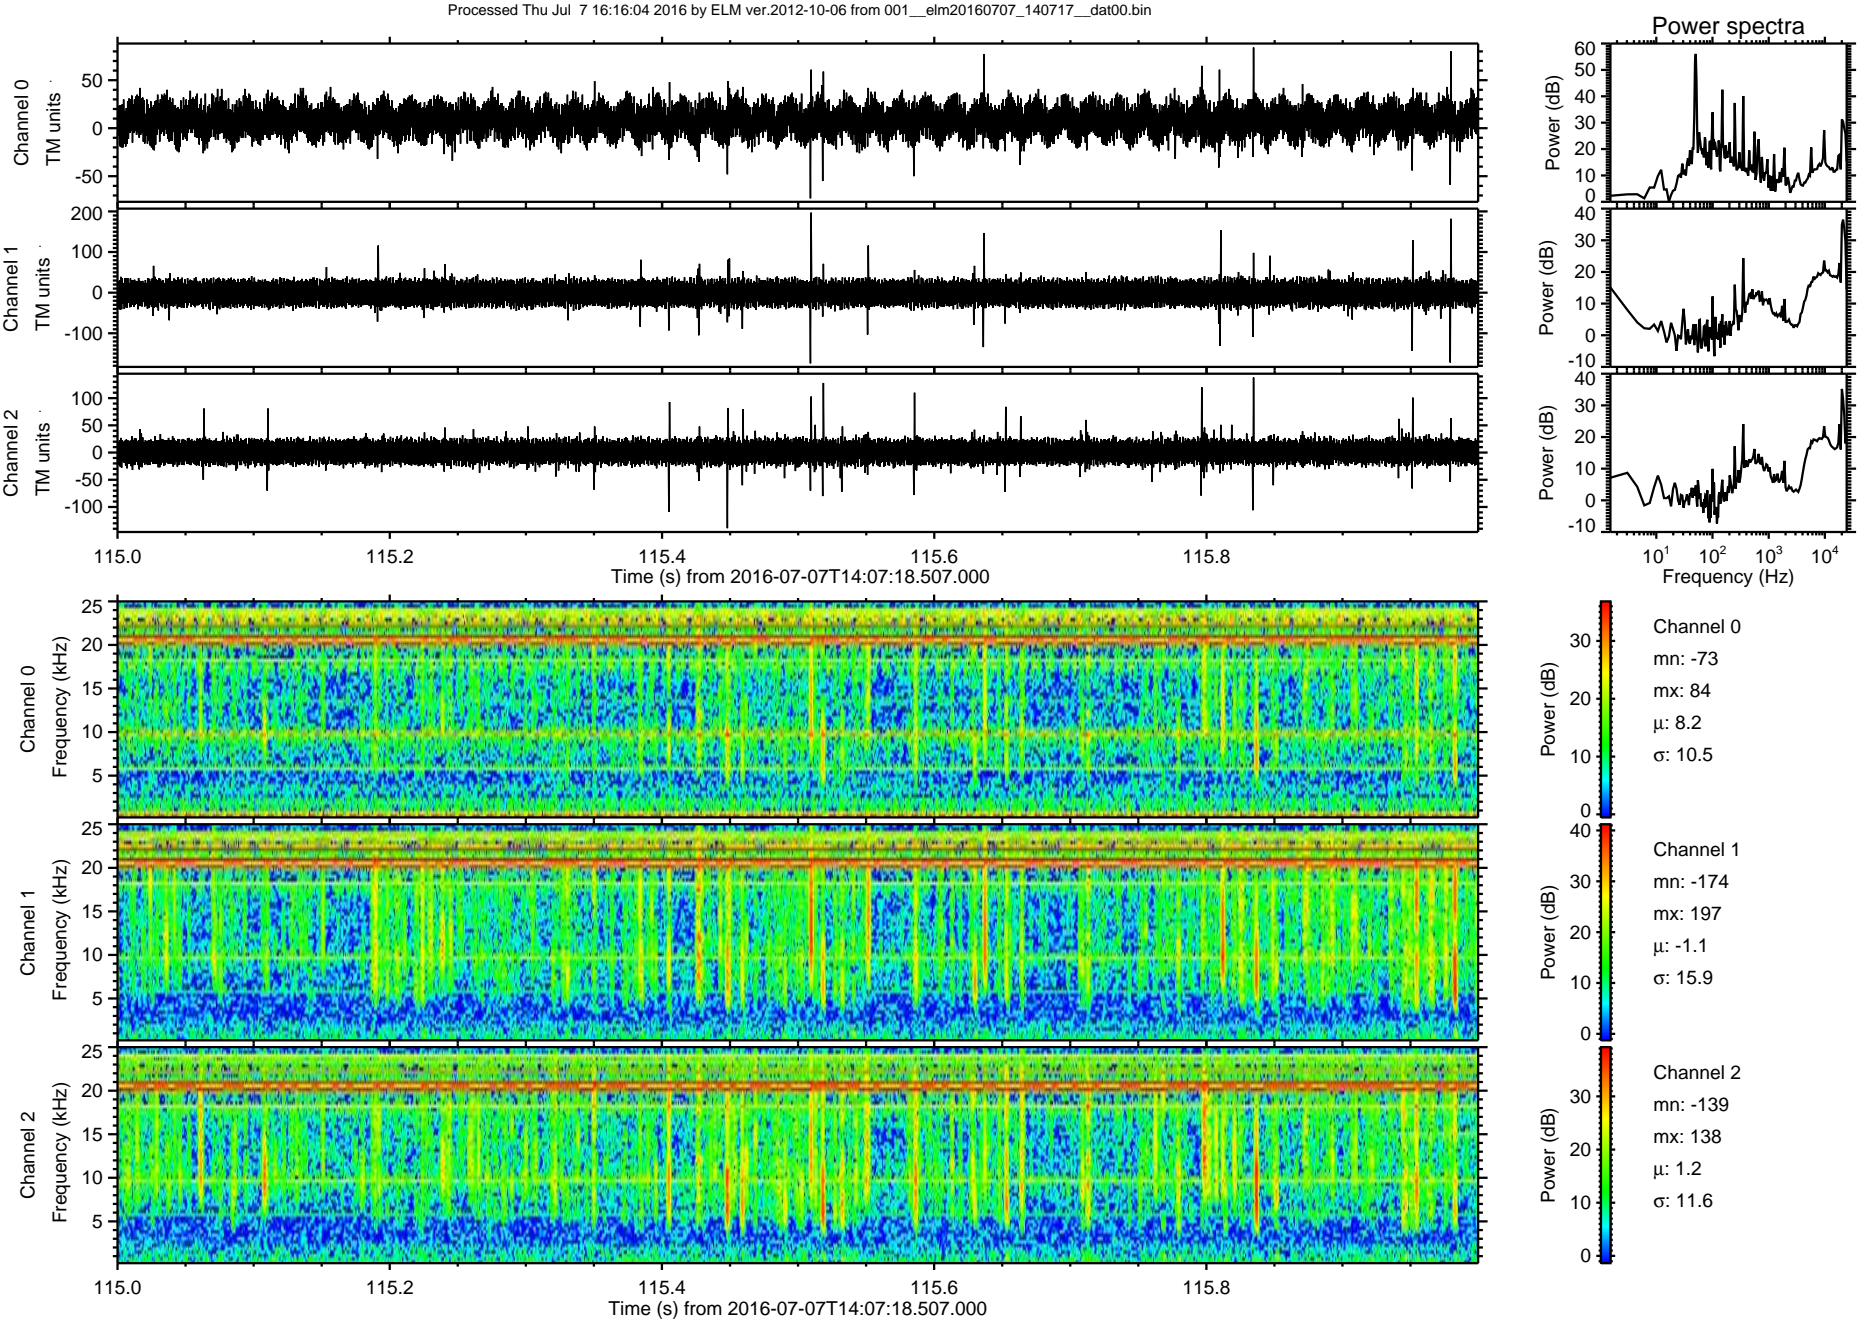 Processed Thu Jul  7 16:16:04 2016 by ELM ver.2012-10-06 from 001__elm20160707_140717__dat00.bin
Power spectra
Channel 0
TM units
50
0
-50
Power (dB)
60
50
40
30
20
10
0
Channel 1
TM units
200
100
0
-100
Power (dB)
40
30
20
10
0
-10
Channel 2
TM units
100
50
0
-50
-100
Power (dB)
40
30
20
10
0
-10
115.0 115.2 115.4 115.6 115.8
Time (s) from 2016-07-07T14:07:18.507.000
10^1 10^2 10^3 10^4
Frequency (Hz)
Channel 0
Frequency (kHz)
25
20
15
10
5
Power (dB)
30
20
10
0
Channel 0
mn: -73
mx: 84
μ: 8.2
σ: 10.5
Channel 1
Frequency (kHz)
25
20
15
10
5
Power (dB)
40
30
20
10
0
Channel 1
mn: -174
mx: 197
μ: -1.1
σ: 15.9
Channel 2
Frequency (kHz)
25
20
15
10
5
Power (dB)
30
20
10
0
Channel 2
mn: -139
mx: 138
μ: 1.2
σ: 11.6
115.0 115.2 115.4 115.6 115.8
Time (s) from 2016-07-07T14:07:18.507.000